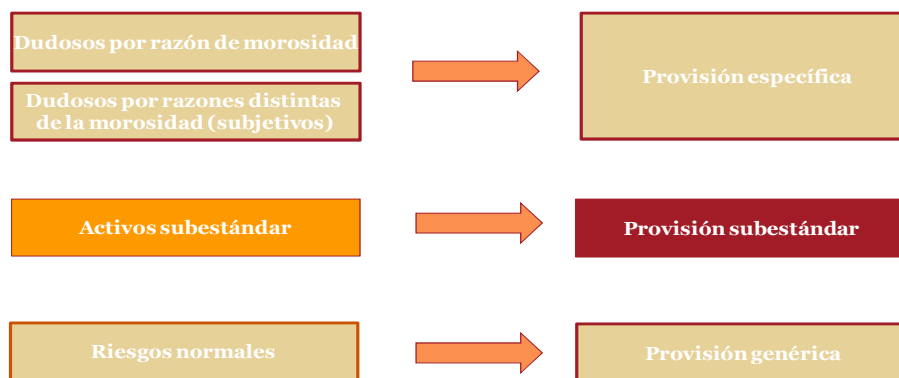 Dudosos por razón de morosidad
Provisión específica
Dudosos por razones distintas
de la morosidad (subjetivos)
Activos subestándar
Provisión subestándar
Riesgos normales
Provisión genérica